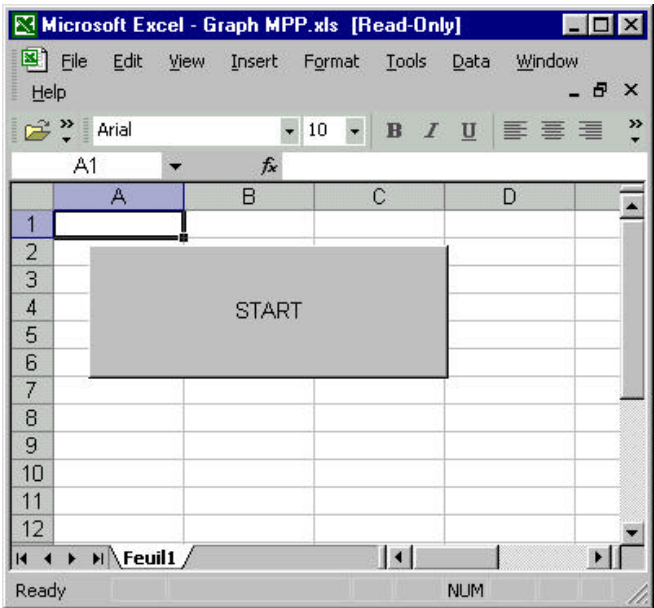 Microsoft Excel - Graph MPP.xls [Read-Only]
File Edit View Insert Format Tools Data Window
Help
Arial 10 B I U
A1 fx
A B C D
1
2
3
START
4
5
6
7
8
9
10
11
12
Feuil1
Ready NUM